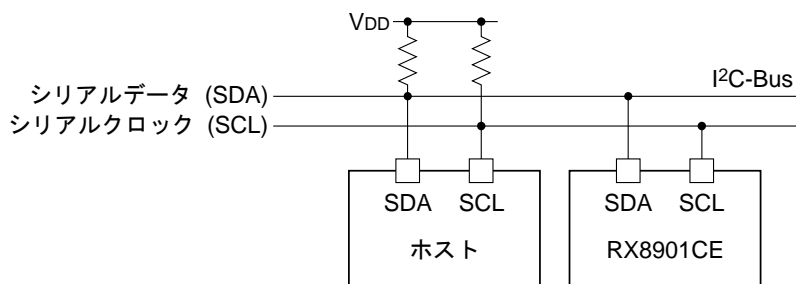 VDD
I²C-Bus
シリアルデータ (SDA)
シリアルクロック (SCL)
SDA SCL
SDA SCL
ホスト
RX8901CE